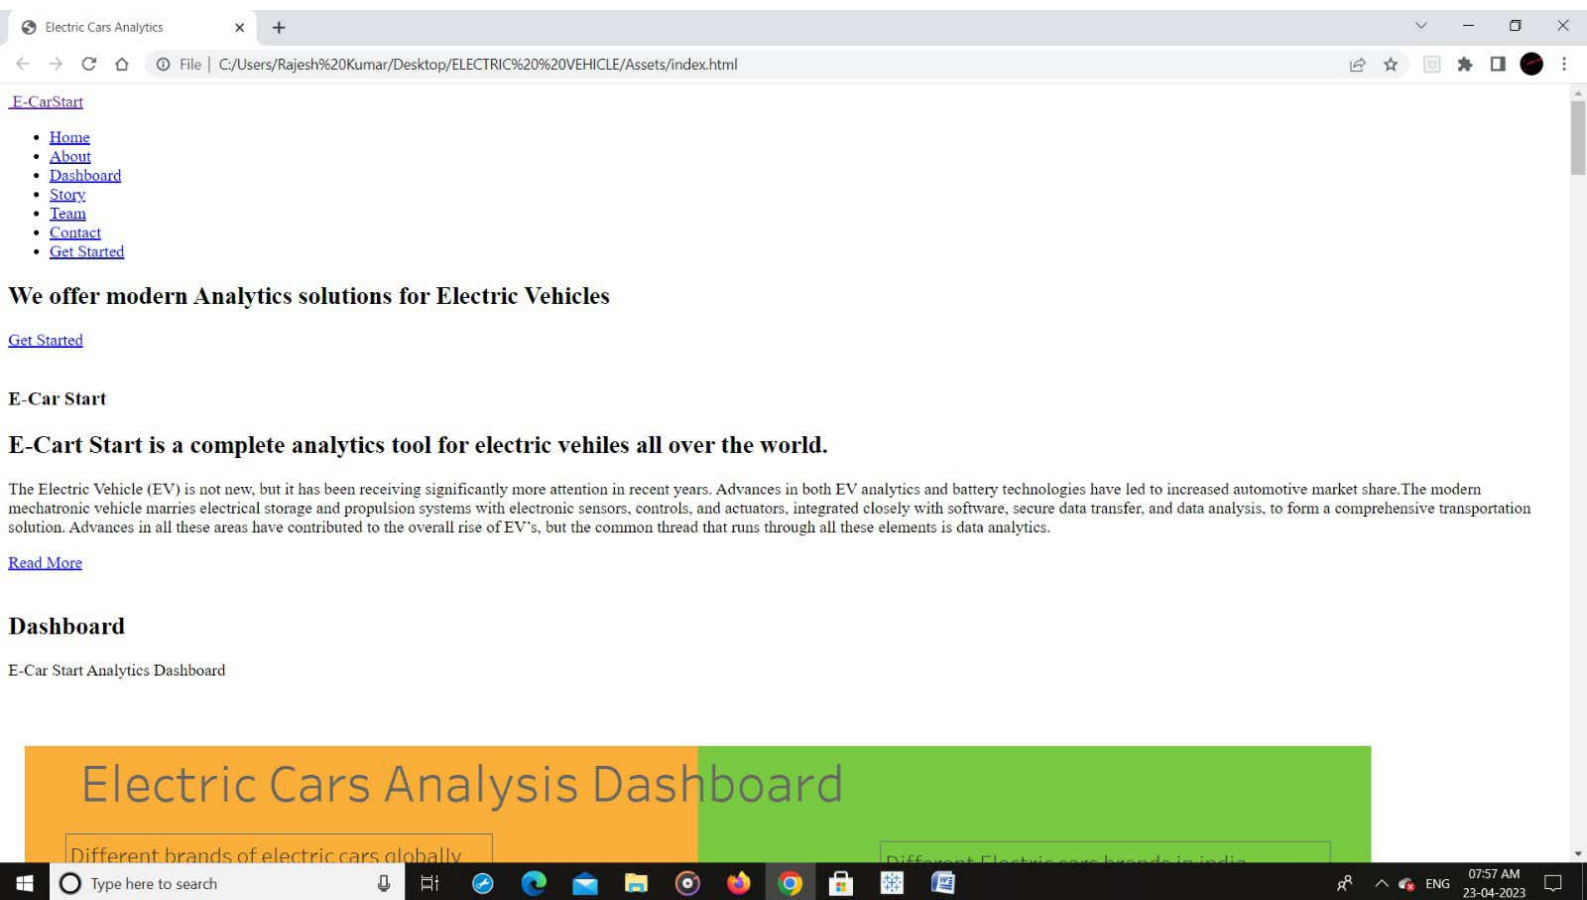 Electric Cars Analytics
File | C:/Users/Rajesh%20Kumar/Desktop/ELECTRIC%20%20VEHICLE/Assets/index.html
E-CarStart
Home
About
Dashboard
Story
Team
Contact
Get Started
We offer modern Analytics solutions for Electric Vehicles
Get Started
E-Car Start
E-Cart Start is a complete analytics tool for electric vehiles all over the world.
The Electric Vehicle (EV) is not new, but it has been receiving significantly more attention in recent years. Advances in both EV analytics and battery technologies have led to increased automotive market share.The modern
mechatronic vehicle marries electrical storage and propulsion systems with electronic sensors, controls, and actuators, integrated closely with software, secure data transfer, and data analysis, to form a comprehensive transportation
solution. Advances in all these areas have contributed to the overall rise of EV’s, but the common thread that runs through all these elements is data analytics.
Read More
Dashboard
E-Car Start Analytics Dashboard
Electric Cars Analysis Dashboard
Different brands of electric cars globally
Different Electric cars brands in india
Type here to search
ENG
07:57 AM
23-04-2023